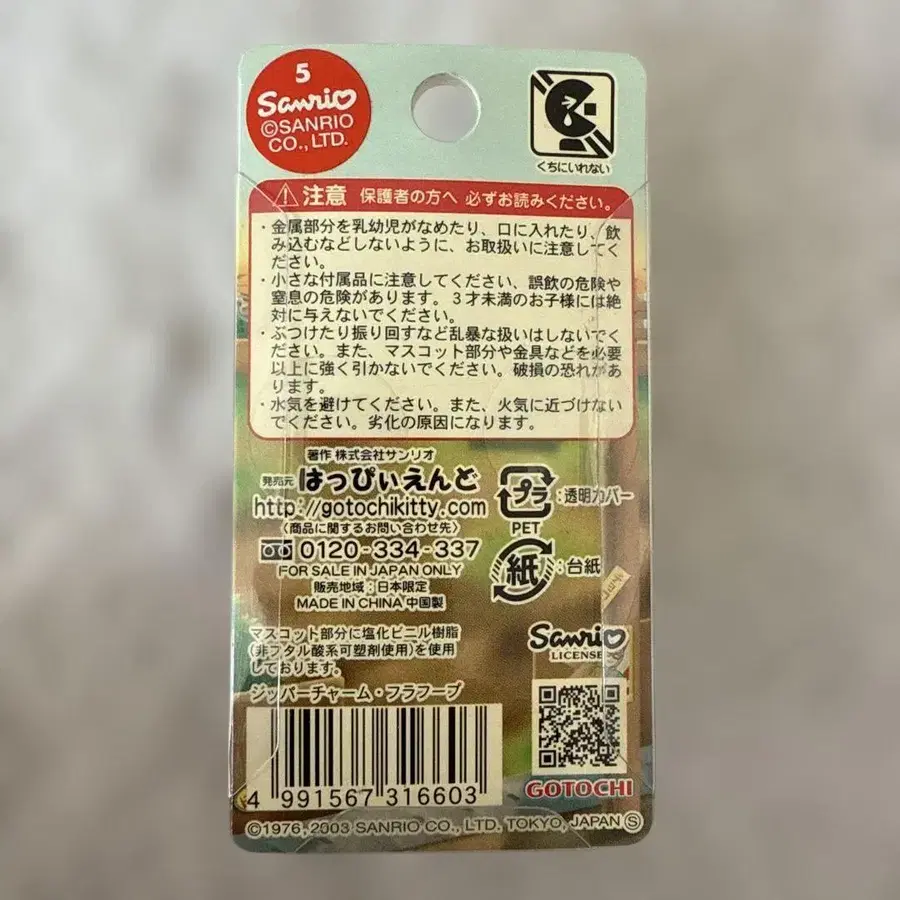 5
Sanrio
©SANRIO
CO., LTD.
くちにいれない
注意 保護者の方へ 必ずお読みください。
・金属部分を乳幼児がなめたり、口に入れたり、飲
み込むなどしないように、お取扱いに注意してく
ださい。
・小さな付属品に注意してください、誤飲の危険や
窒息の危険があります。3才未満のお子様には絶
対に与えないでください。
・ぶつけたり振り回すなど乱暴な扱いはしないでく
ださい。また、マスコット部分や金具などを必要
以上に強く引かないでください。破損の恐れがあ
ります。
・水気を避けてください。また、火気に近づけない
でください。劣化の原因になります。
著作 株式会社サンリオ
発売元 はっぴぃえんど
http://gotochikitty.com
〈商品に関するお問い合わせ先〉
0120-334-337
FOR SALE IN JAPAN ONLY
販売地域：日本限定
MADE IN CHINA 中国製
プラ :透明カバー
PET
紙 :台紙
マスコット部分に塩化ビニル樹脂
(非フタル酸系可塑剤使用)を使用
しております。
ジッパーチャーム・フラフープ
Sanrio
LICENSE
4 991567 316603
GOTOCHI
©1976, 2003 SANRIO CO., LTD. TOKYO, JAPAN Ⓢ